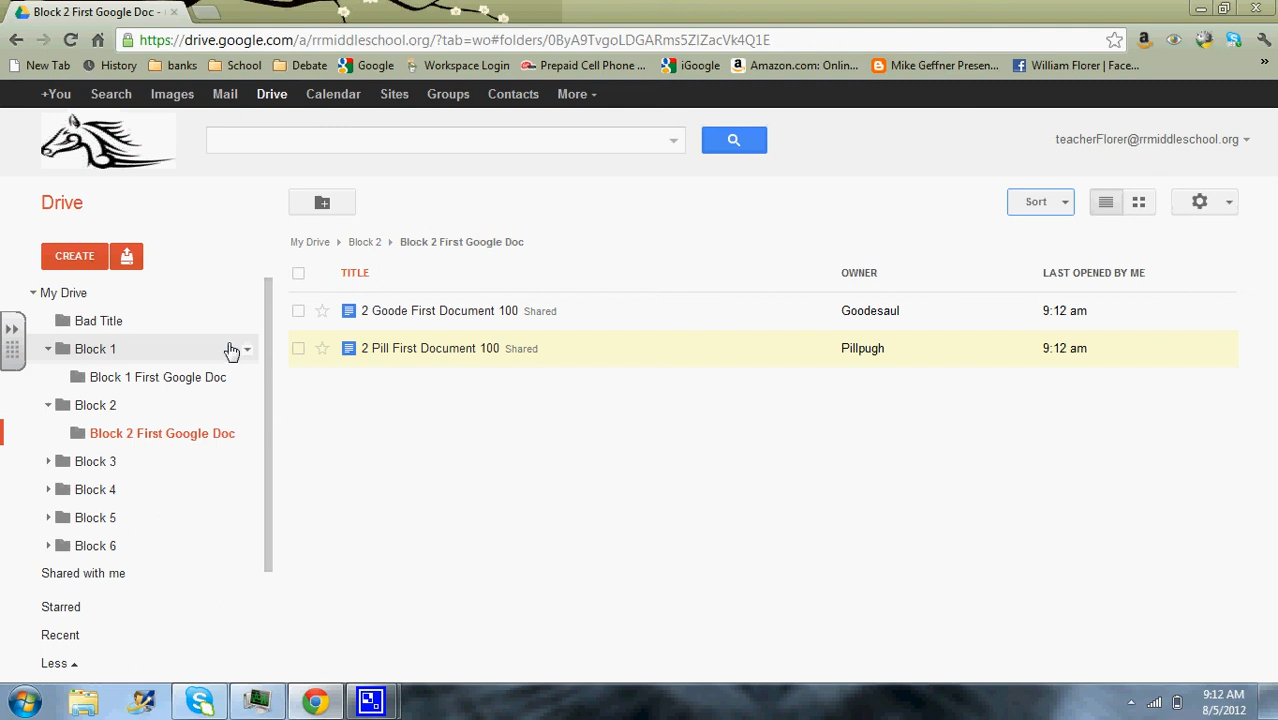 Block 2 First Google Doc -
https://drive.google.com/a/rrmiddleschool.org/?tab=wo#folders/0ByA9TvgoLDGARms5ZlZacVk4Q1E
New Tab History banks School Debate Google Workspace Login Prepaid Cell Phone ... iGoogle Amazon.com: Onlin... Mike Geffner Presen... William Florer | Face... »
+You Search Images Mail Drive Calendar Sites Groups Contacts More
teacherFlorer@rrmiddleschool.org
Drive
Sort
CREATE
My Drive Block 2 Block 2 First Google Doc
TITLE OWNER LAST OPENED BY ME
2 Goode First Document 100 Shared Goodesaul 9:12 am
2 Pill First Document 100 Shared Pillpugh 9:12 am
My Drive
Bad Title
Block 1
Block 1 First Google Doc
Block 2
Block 2 First Google Doc
Block 3
Block 4
Block 5
Block 6
Shared with me
Starred
Recent
Less
9:12 AM
8/5/2012